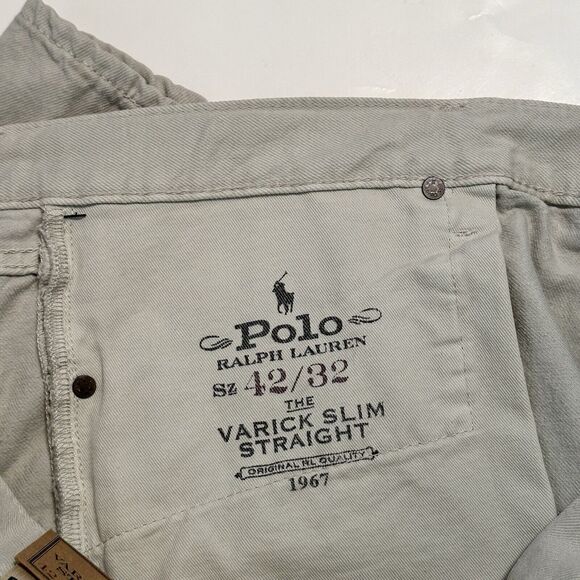 Polo
RALPH LAUREN
Sz 42/32
THE
VARICK SLIM
STRAIGHT
ORIGINAL RL QUALITY
1967